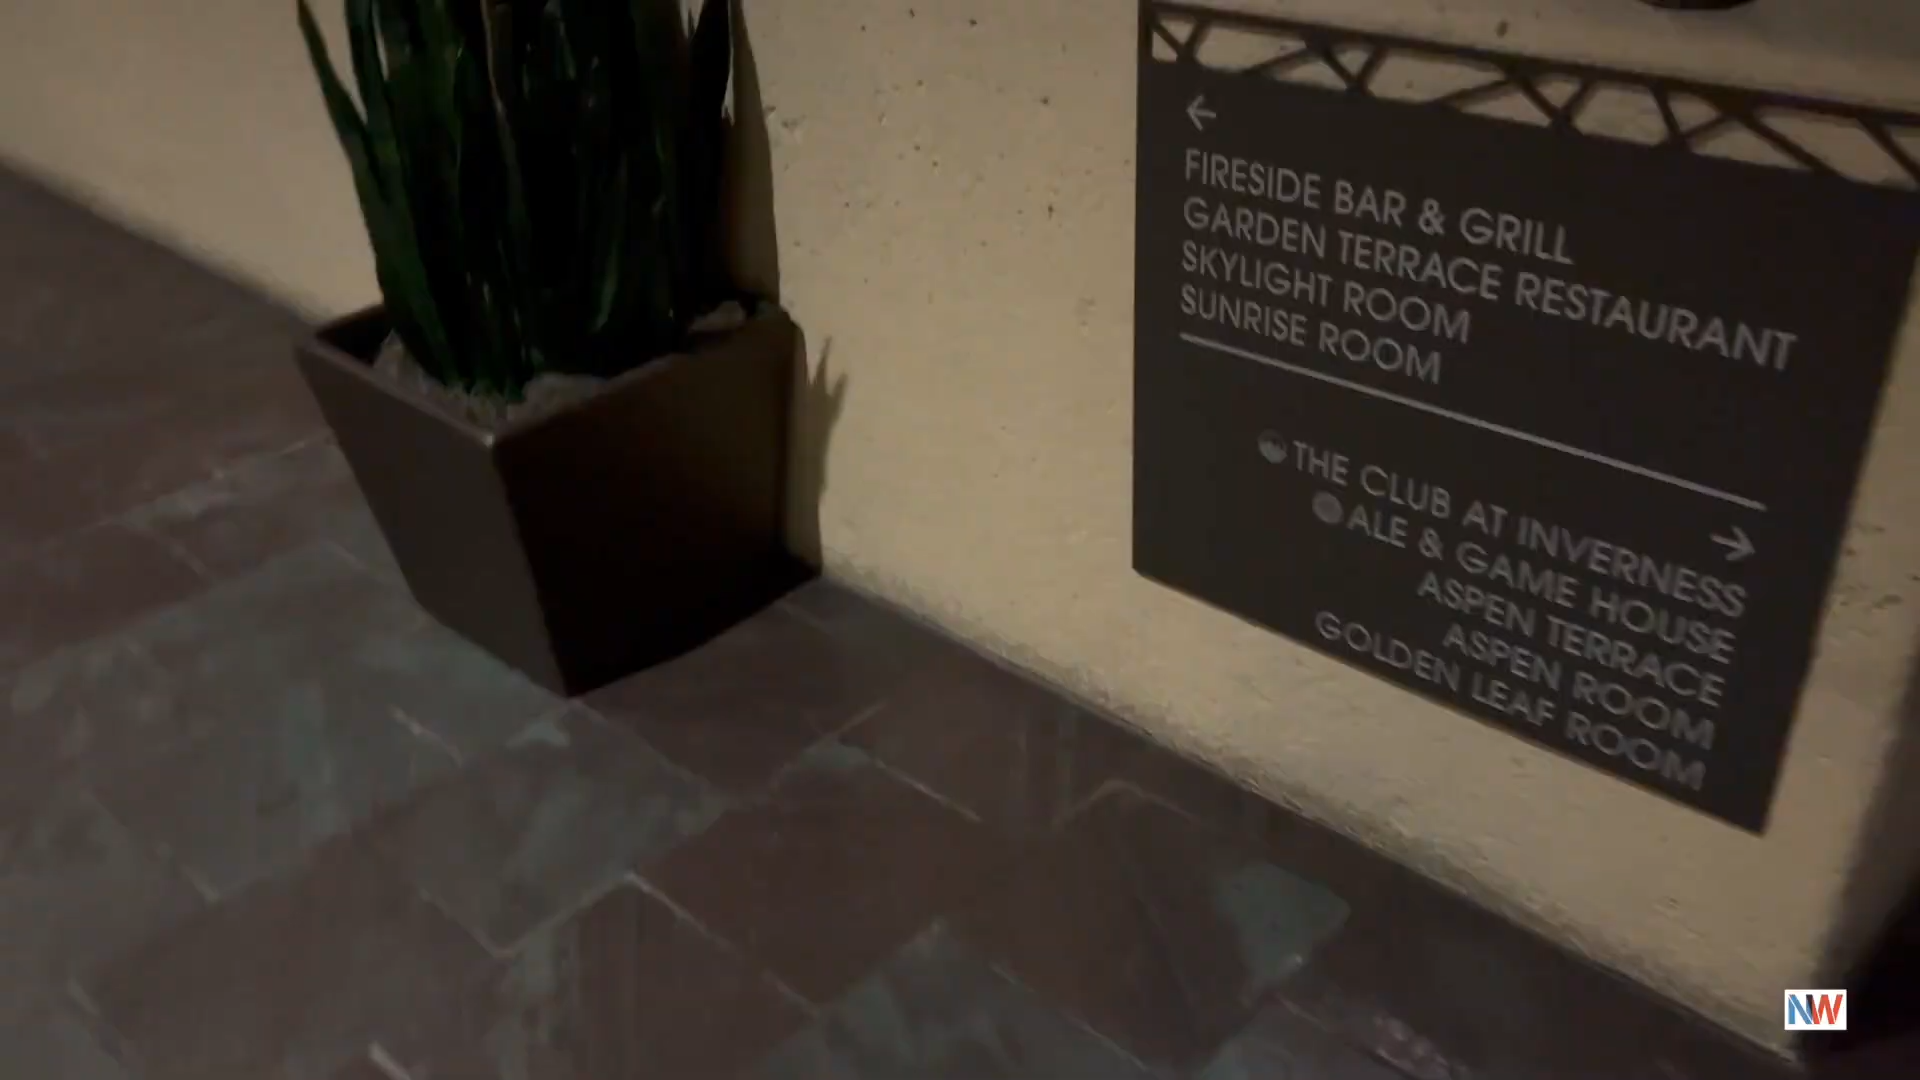 ←
FIRESIDE BAR & GRILL
GARDEN TERRACE RESTAURANT
SKYLIGHT ROOM
SUNRISE ROOM
→
THE CLUB AT INVERNESS
ALE & GAME HOUSE
ASPEN TERRACE
ASPEN ROOM
GOLDEN LEAF ROOM
NW